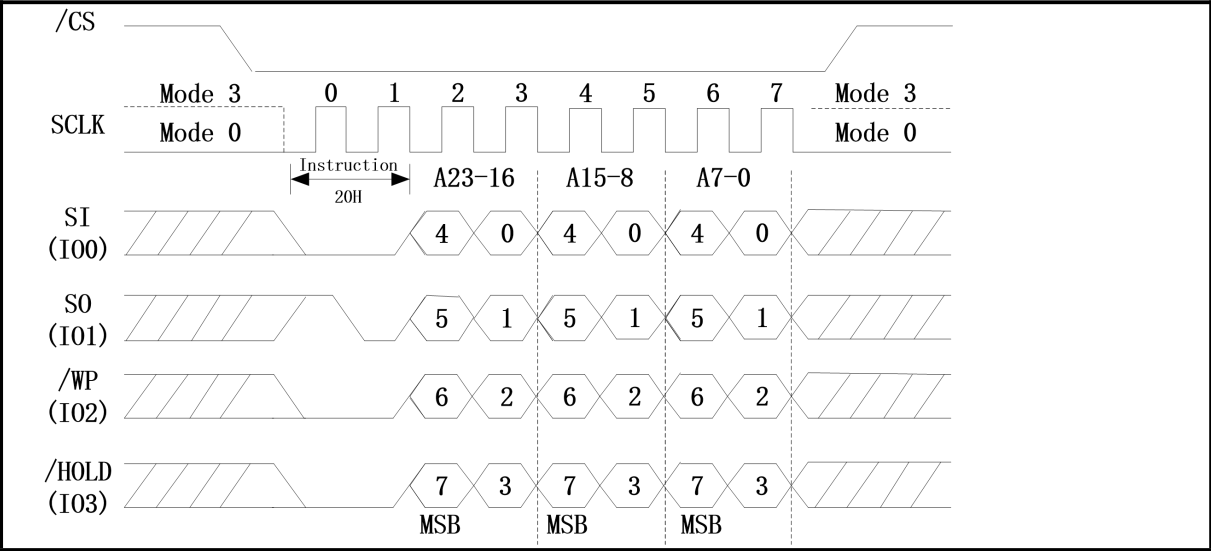 /CS
Mode 3 0 1 2 3 4 5 6 7 Mode 3
SCLK
Mode 0 Mode 0
Instruction
20H
A23-16 A15-8 A7-0
SI
(IO0)
4 0 4 0 4 0
SO
(IO1)
5 1 5 1 5 1
/WP
(IO2)
6 2 6 2 6 2
/HOLD
(IO3)
7 3 7 3 7 3
MSB MSB MSB